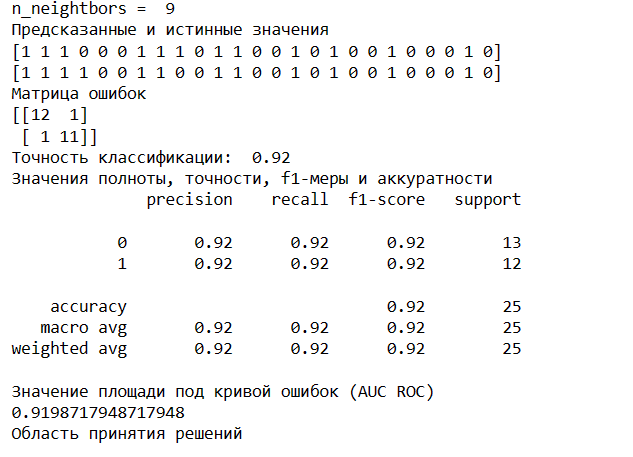 n_neightbors =  9
Предсказанные и истинные значения
[1 1 1 0 0 0 1 1 1 0 1 1 0 0 1 0 1 0 0 1 0 0 0 1 0]
[1 1 1 1 0 0 1 1 0 0 1 1 0 0 1 0 1 0 0 1 0 0 0 1 0]
Матрица ошибок
[[12  1]
 [ 1 11]]
Точность классификации:  0.92
Значения полноты, точности, f1-меры и аккуратности
              precision    recall  f1-score   support
           0       0.92      0.92      0.92        13
           1       0.92      0.92      0.92        12
    accuracy                           0.92        25
   macro avg       0.92      0.92      0.92        25
weighted avg       0.92      0.92      0.92        25
Значение площади под кривой ошибок (AUC ROC)
0.9198717948717948
Область принятия решений